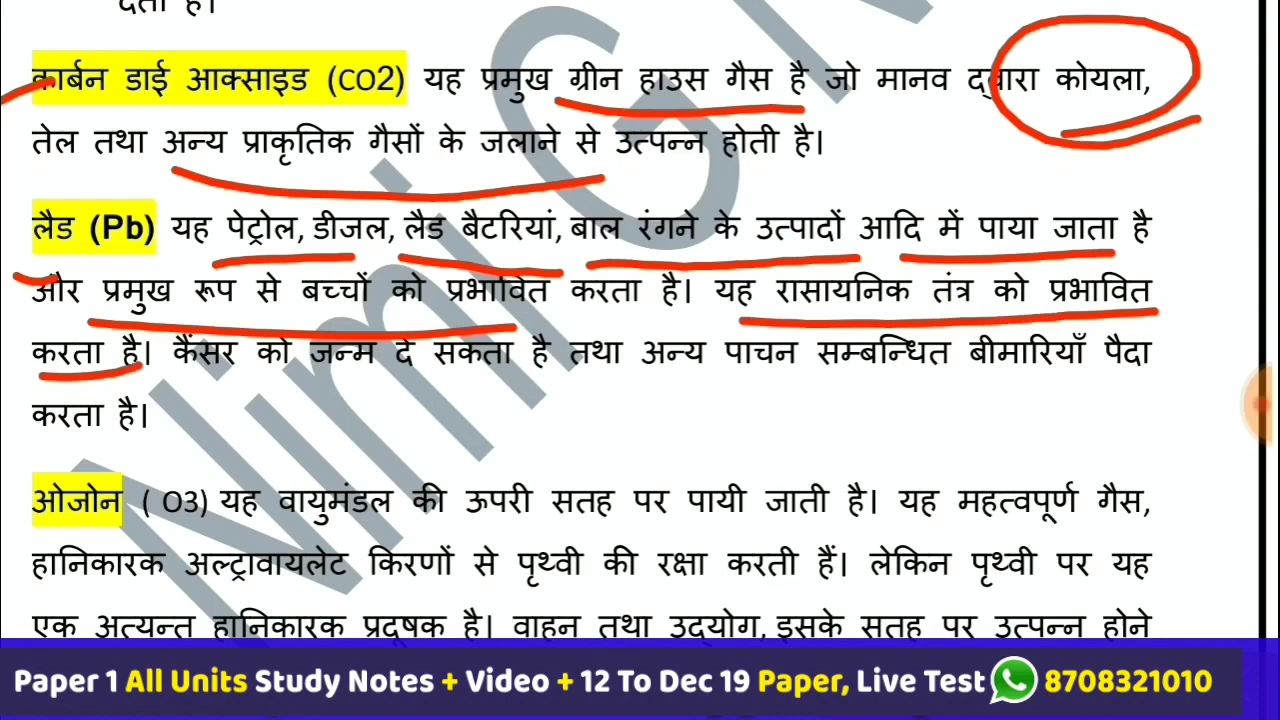 देता है।
कार्बन डाई आक्साइड (CO2) यह प्रमुख ग्रीन हाउस गैस है जो मानव द्वारा कोयला,
तेल तथा अन्य प्राकृतिक गैसों के जलाने से उत्पन्न होती है।
लैड (Pb) यह पेट्रोल, डीजल, लैड बैटरियां, बाल रंगने के उत्पादों आदि में पाया जाता है
और प्रमुख रूप से बच्चों को प्रभावित करता है। यह रासायनिक तंत्र को प्रभावित
करता है। कैंसर को जन्म दे सकता है तथा अन्य पाचन सम्बन्धित बीमारियाँ पैदा
करता है।
ओजोन ( O3) यह वायुमंडल की ऊपरी सतह पर पायी जाती है। यह महत्वपूर्ण गैस,
हानिकारक अल्ट्रावायलेट किरणों से पृथ्वी की रक्षा करती हैं। लेकिन पृथ्वी पर यह
एक अत्यन्त हानिकारक प्रदूषक है। वाहन तथा उद्योग, इसके सतह पर उत्पन्न होने
Nimi G N
Paper 1 All Units Study Notes + Video + 12 To Dec 19 Paper, Live Test 8708321010